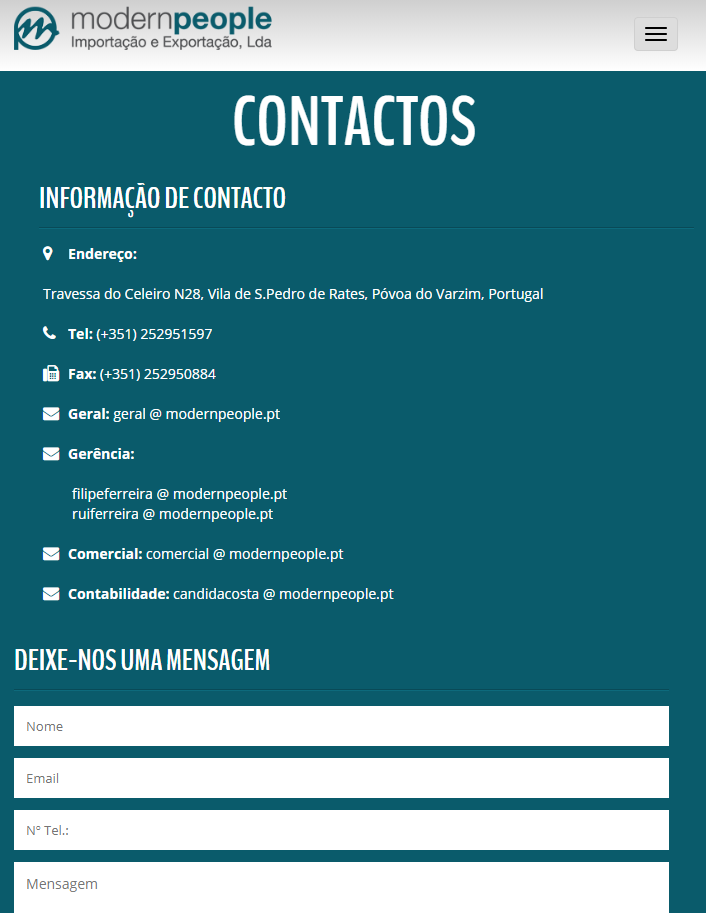 modernpeople
Importação e Exportação, Lda
CONTACTOS
INFORMAÇÃO DE CONTACTO
Endereço:
Travessa do Celeiro N28, Vila de S.Pedro de Rates, Póvoa do Varzim, Portugal
Tel: (+351) 252951597
Fax: (+351) 252950884
Geral: geral @ modernpeople.pt
Gerência:
filipeferreira @ modernpeople.pt
ruiferreira @ modernpeople.pt
Comercial: comercial @ modernpeople.pt
Contabilidade: candidacosta @ modernpeople.pt
DEIXE-NOS UMA MENSAGEM
Nome
Email
Nº Tel.:
Mensagem